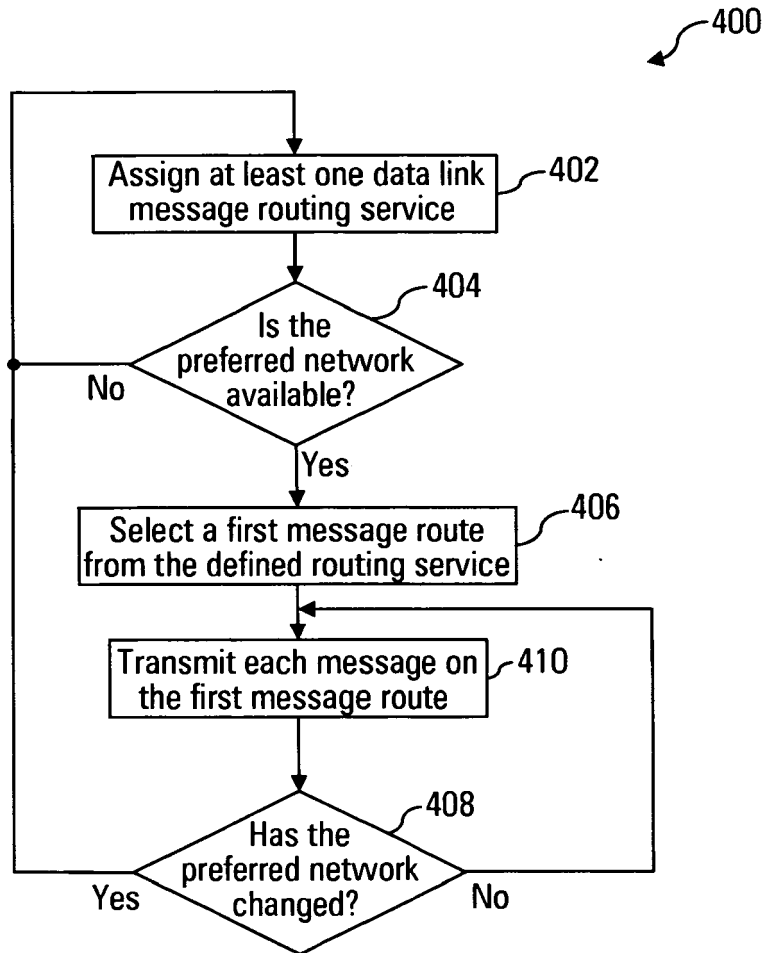 400
Assign at least one data link
message routing service
402
404
Is the
preferred network
available?
No
Yes
Select a first message route
from the defined routing service
406
Transmit each message on
the first message route
410
408
Has the
preferred network
changed?
Yes
No